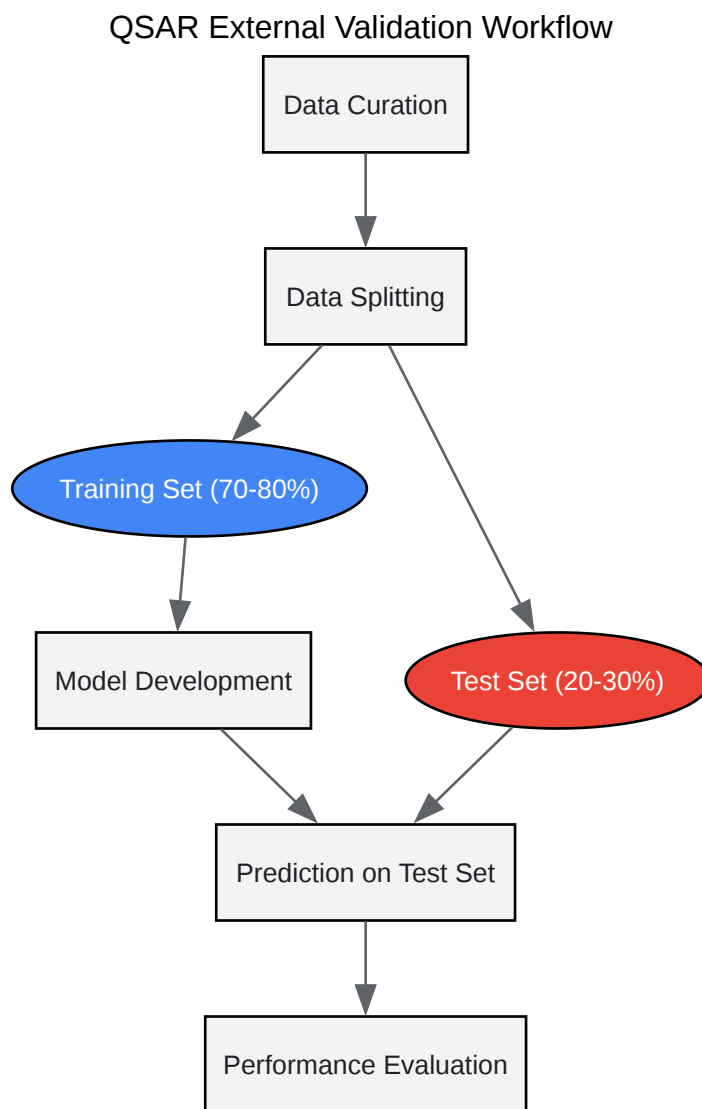 QSAR External Validation Workflow
Data Curation
Data Splitting
Training Set (70-80%)
Model Development
Test Set (20-30%)
Prediction on Test Set
Performance Evaluation